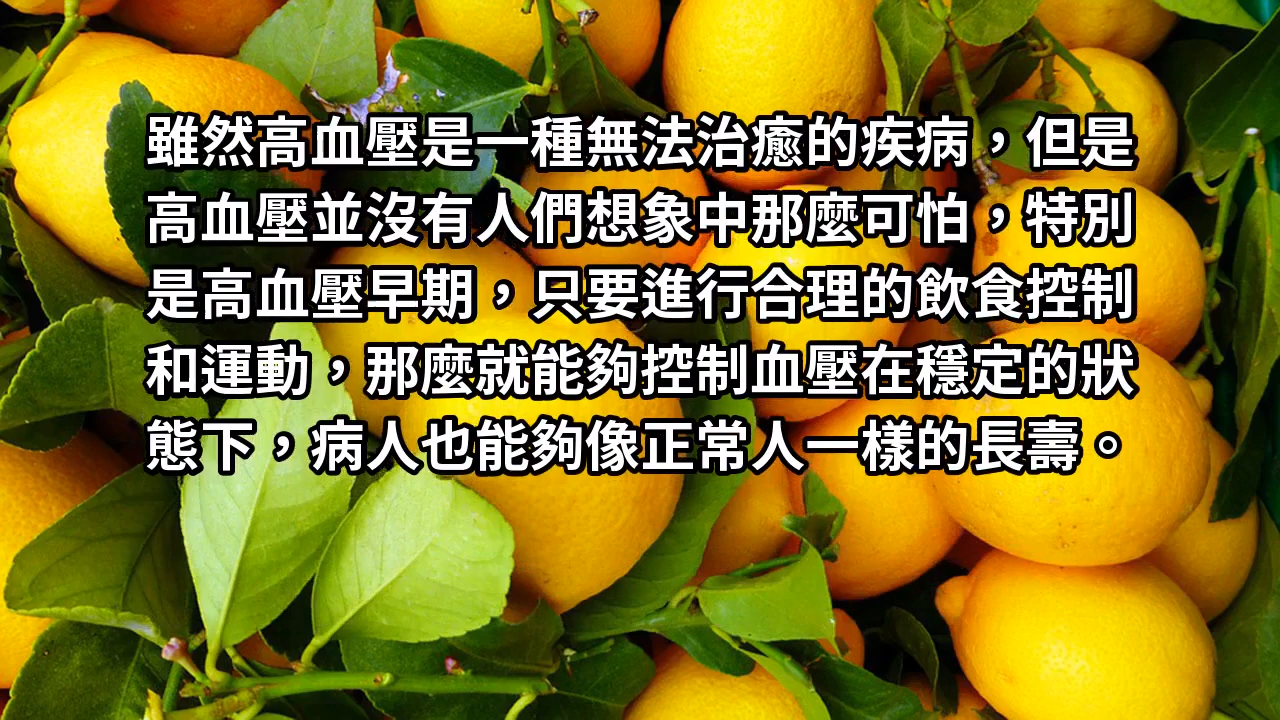 雖然高血壓是一種無法治癒的疾病，但是
高血壓並沒有人們想象中那麼可怕，特別
是高血壓早期，只要進行合理的飲食控制
和運動，那麼就能夠控制血壓在穩定的狀
態下，病人也能夠像正常人一樣的長壽。